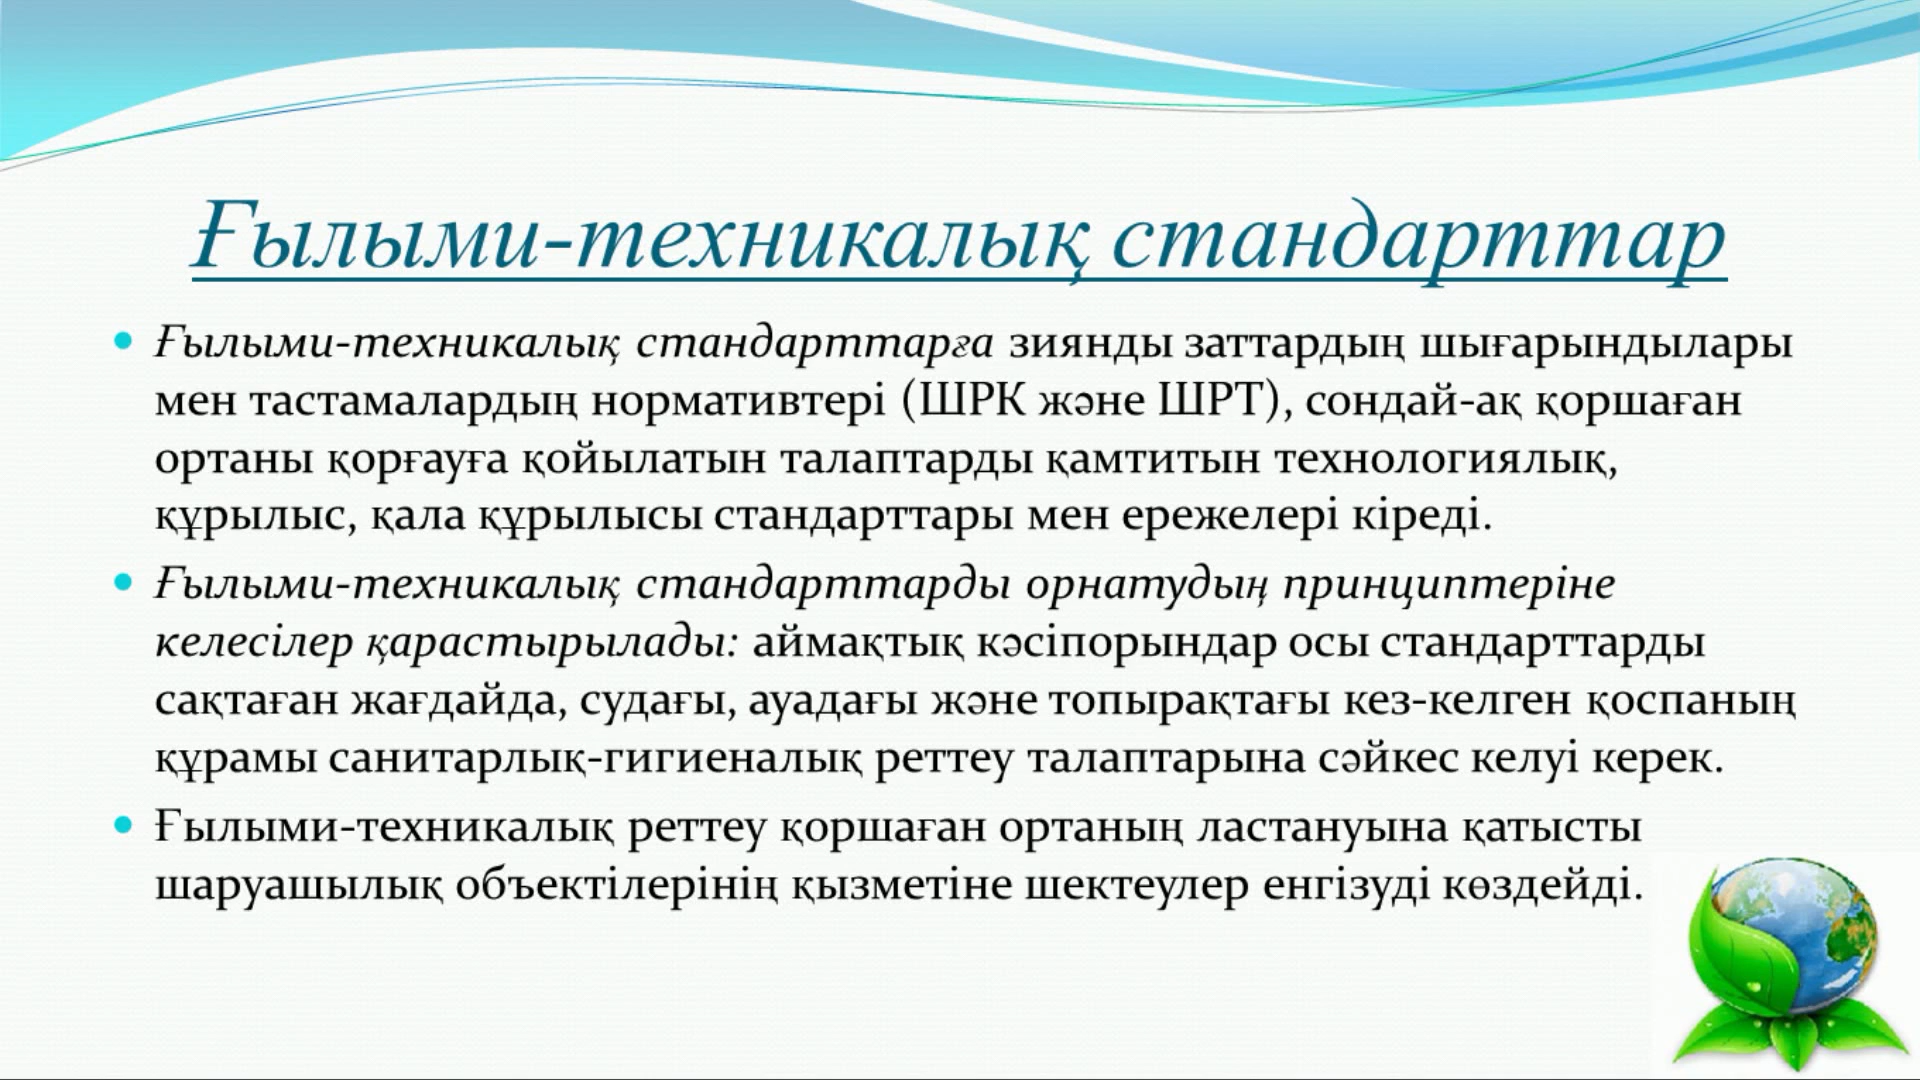 Ғылыми-техникалық стандарттар
Ғылыми-техникалық стандарттарға зиянды заттардың шығарындылары
мен тастамалардың нормативтері (ШРК және ШРТ), сондай-ақ қоршаған
ортаны қорғауға қойылатын талаптарды қамтитын технологиялық,
құрылыс, қала құрылысы стандарттары мен ережелері кіреді.
Ғылыми-техникалық стандарттарды орнатудың принциптеріне
келесілер қарастырылады: аймақтық кәсіпорындар осы стандарттарды
сақтаған жағдайда, судағы, ауадағы және топырақтағы кез-келген қоспаның
құрамы санитарлық-гигиеналық реттеу талаптарына сәйкес келуі керек.
Ғылыми-техникалық реттеу қоршаған ортаның ластануына қатысты
шаруашылық объектілерінің қызметіне шектеулер енгізуді көздейді.